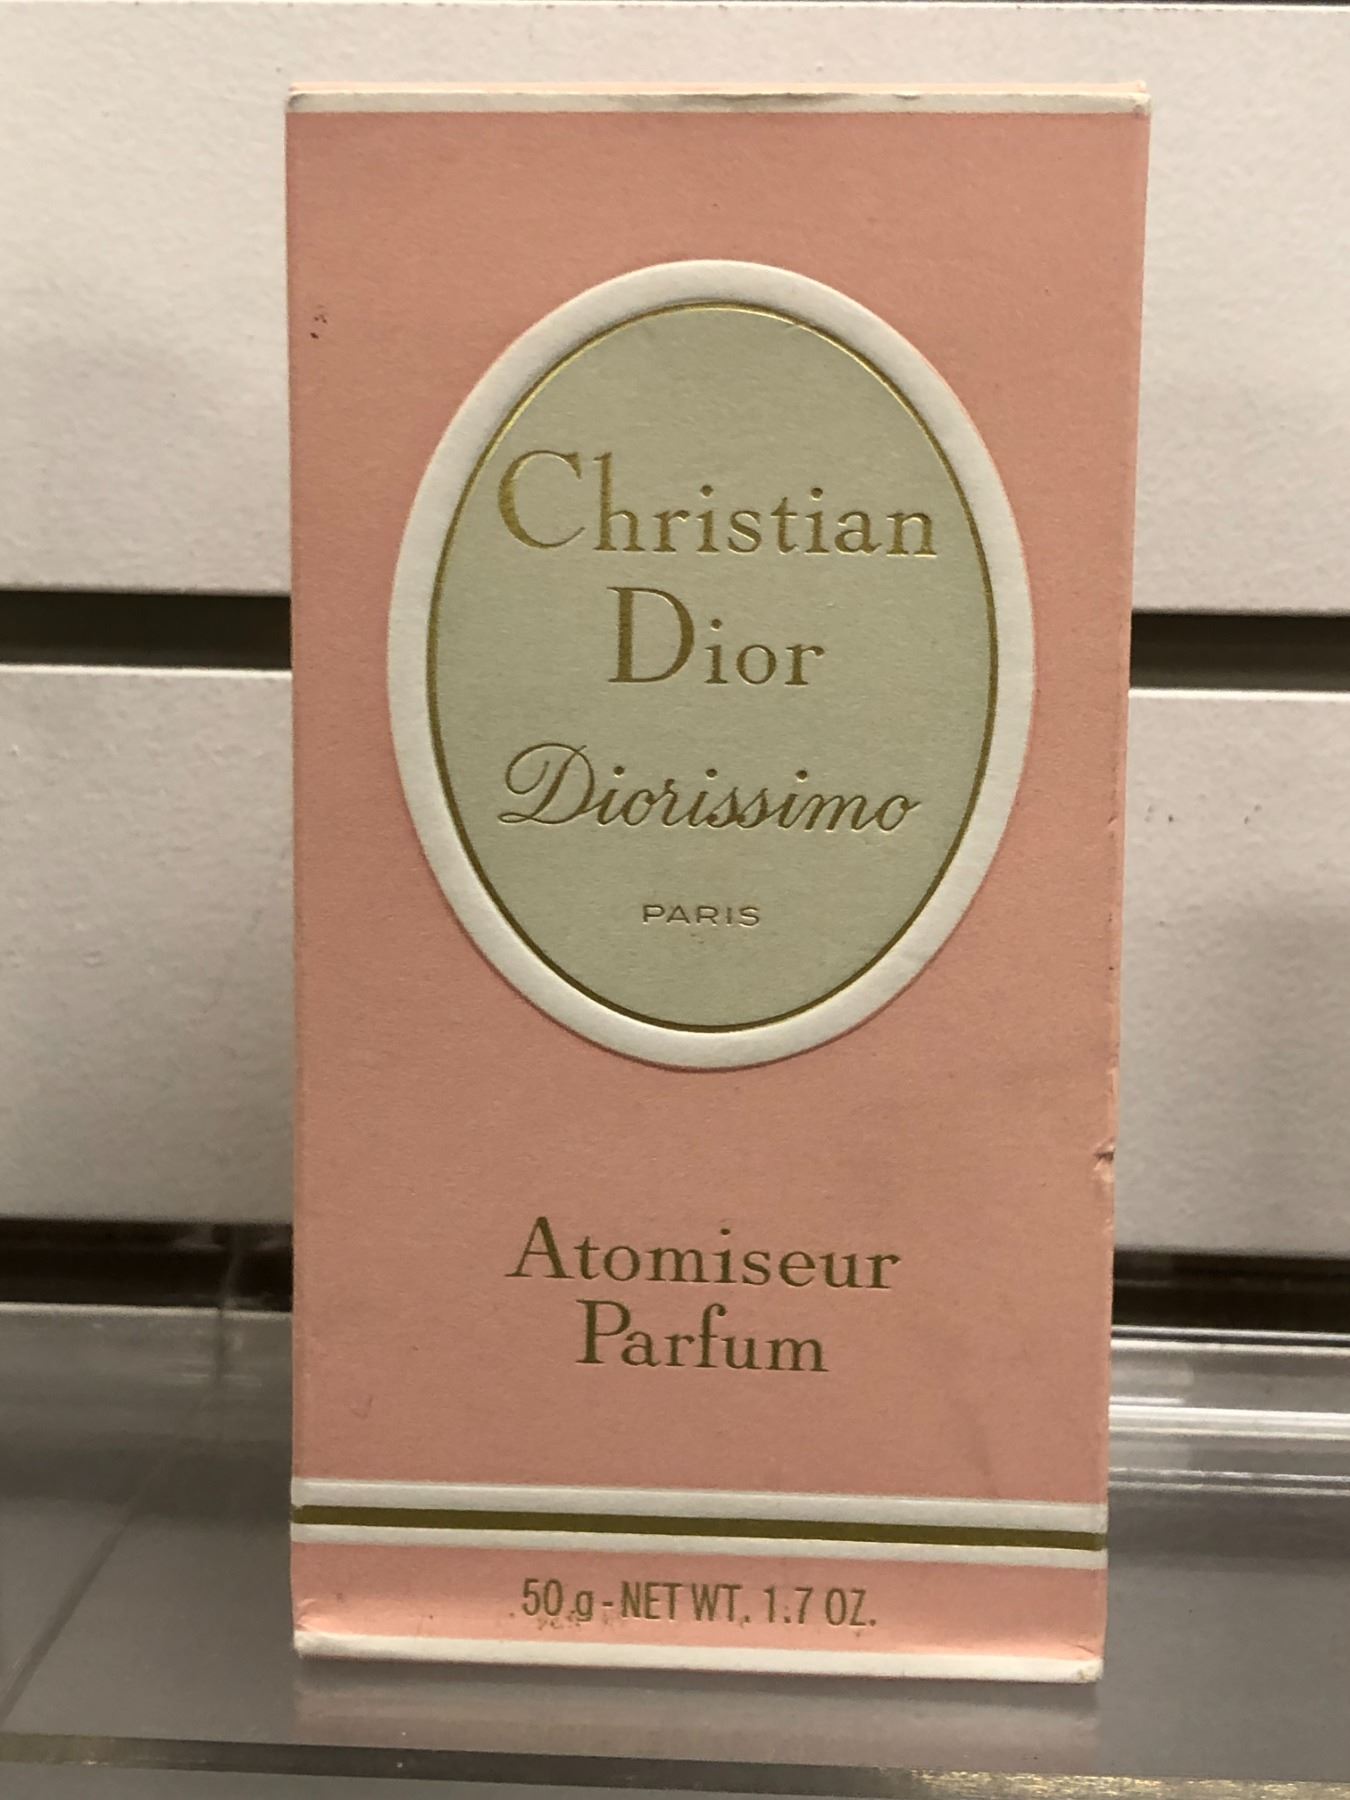 Christian
Dior
Diorissimo
PARIS
Atomiseur
Parfum
50 g - NET WT. 1.7 OZ.